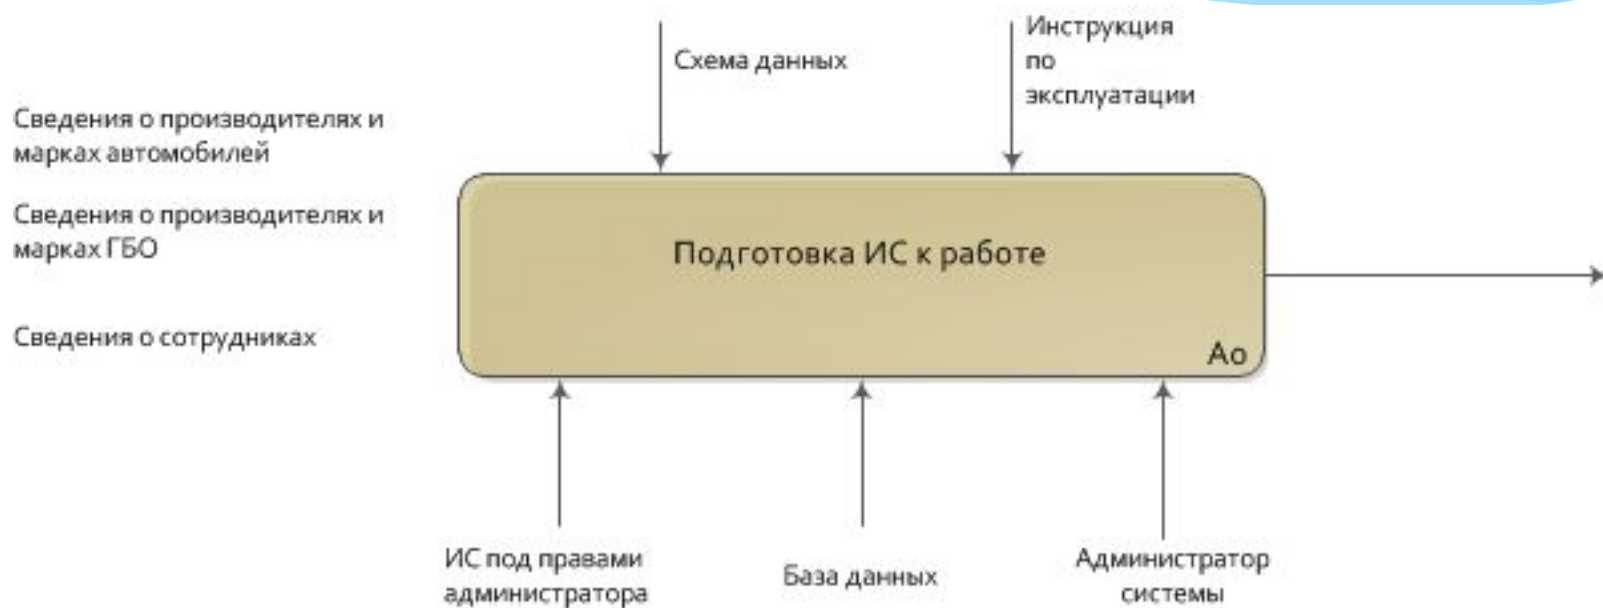 Схема данных
Инструкция
по
эксплуатации
Сведения о производителях и
марках автомобилей
Сведения о производителях и
марках ГБО
Сведения о сотрудниках
Подготовка ИС к работе
Ао
ИС под правами
администратора
База данных
Администратор
системы